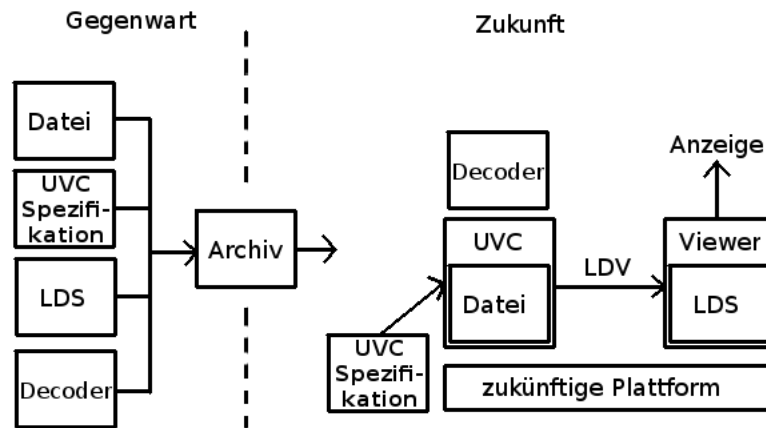 Gegenwart
Zukunft
Datei
UVC
Spezifi-
kation
LDS
Decoder
Archiv
Decoder
UVC
Datei
UVC
Spezifi-
kation
LDV
Anzeige
Viewer
LDS
zukünftige Plattform